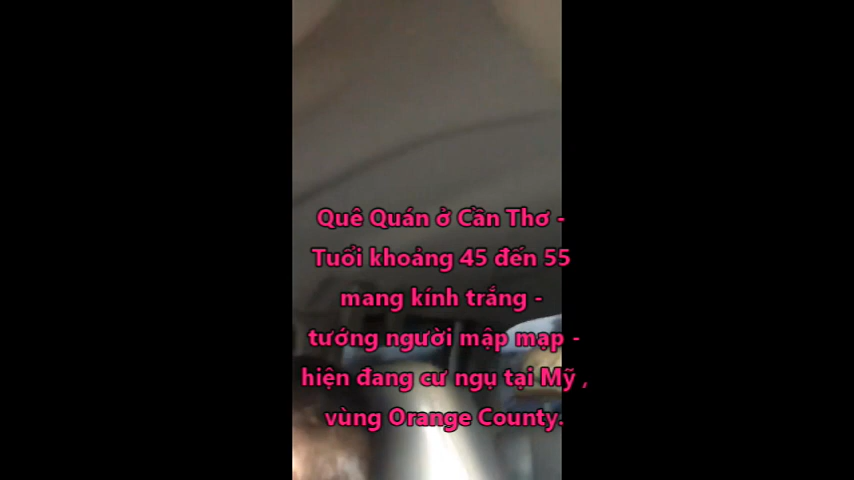 Quê Quán ở Cần Thơ -
Tuổi khoảng 45 đến 55
mang kính trắng -
tướng người mập mạp -
hiện đang cư ngụ tại Mỹ ,
vùng Orange County.